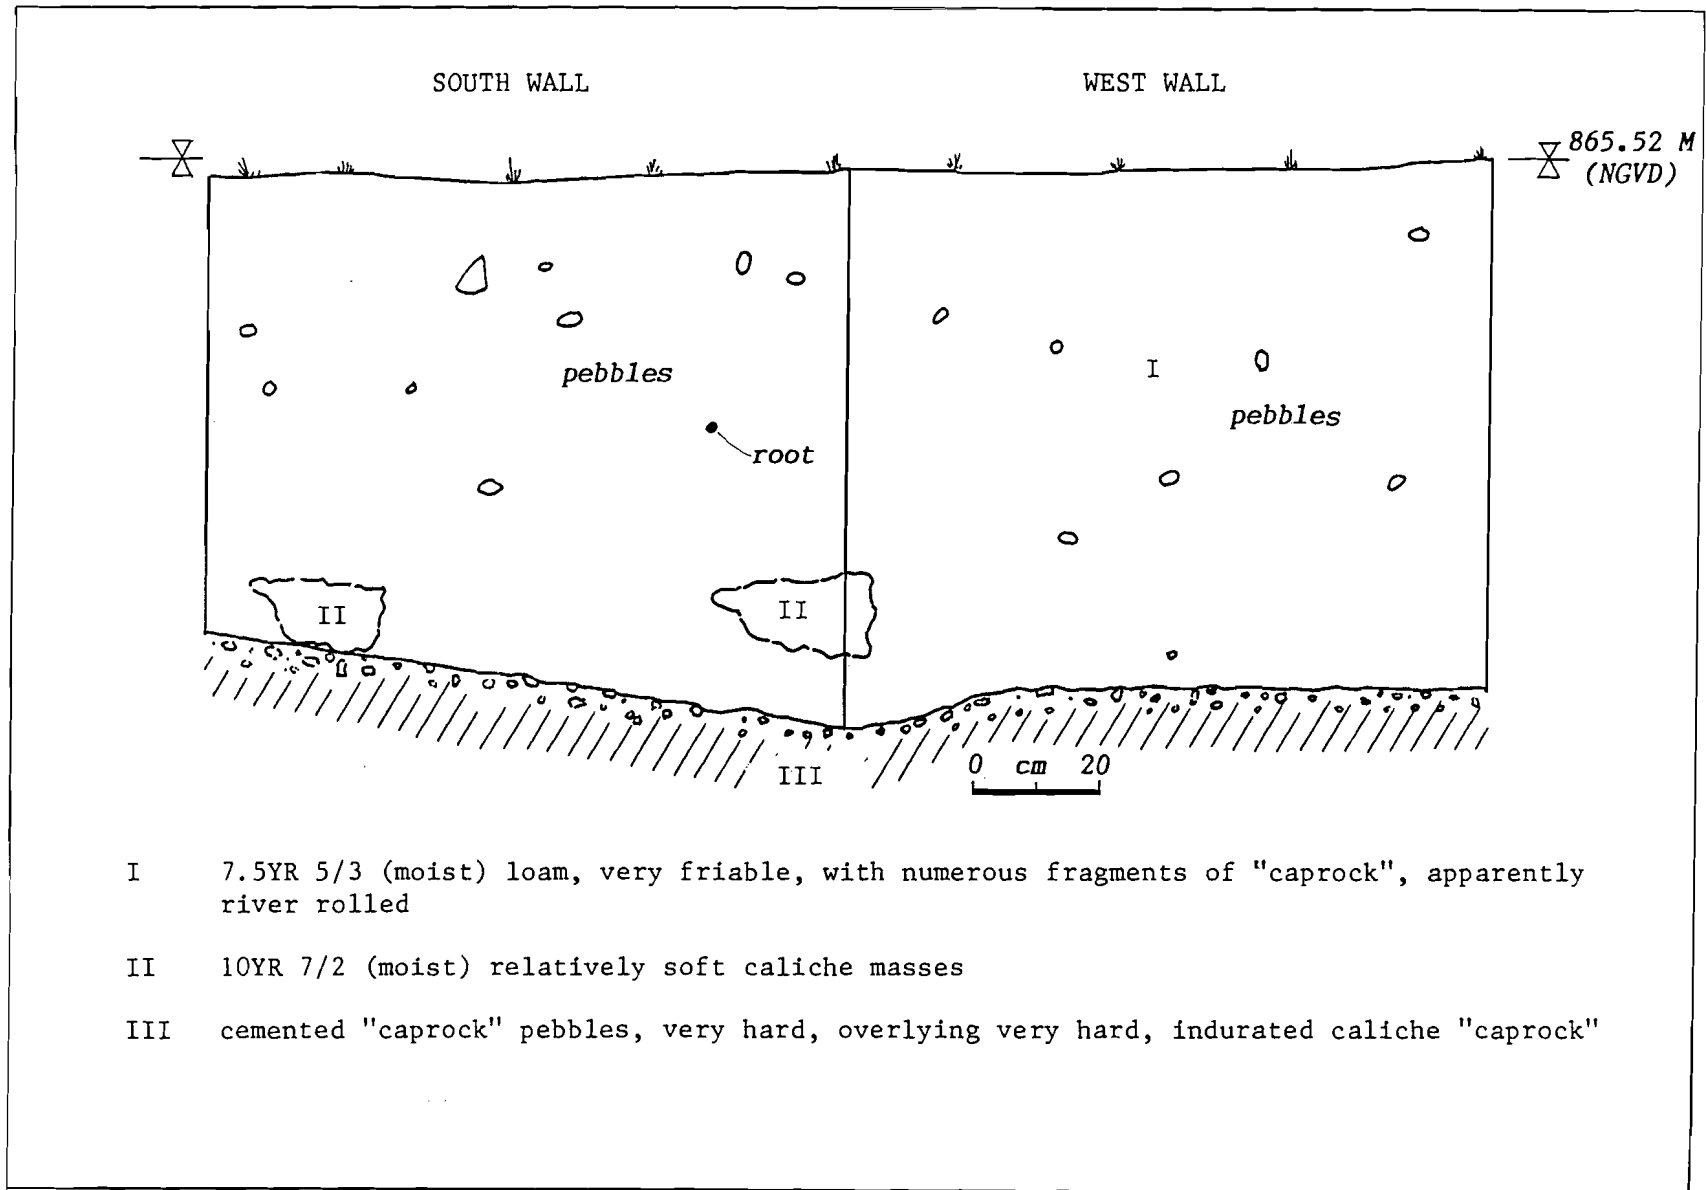 SOUTH WALL
WEST WALL
865.52 M
(NGVD)
pebbles
I
pebbles
root
II
II
III
0 cm 20
I 7.5YR 5/3 (moist) loam, very friable, with numerous fragments of "caprock", apparently
river rolled
II 10YR 7/2 (moist) relatively soft caliche masses
III cemented "caprock" pebbles, very hard, overlying very hard, indurated caliche "caprock"